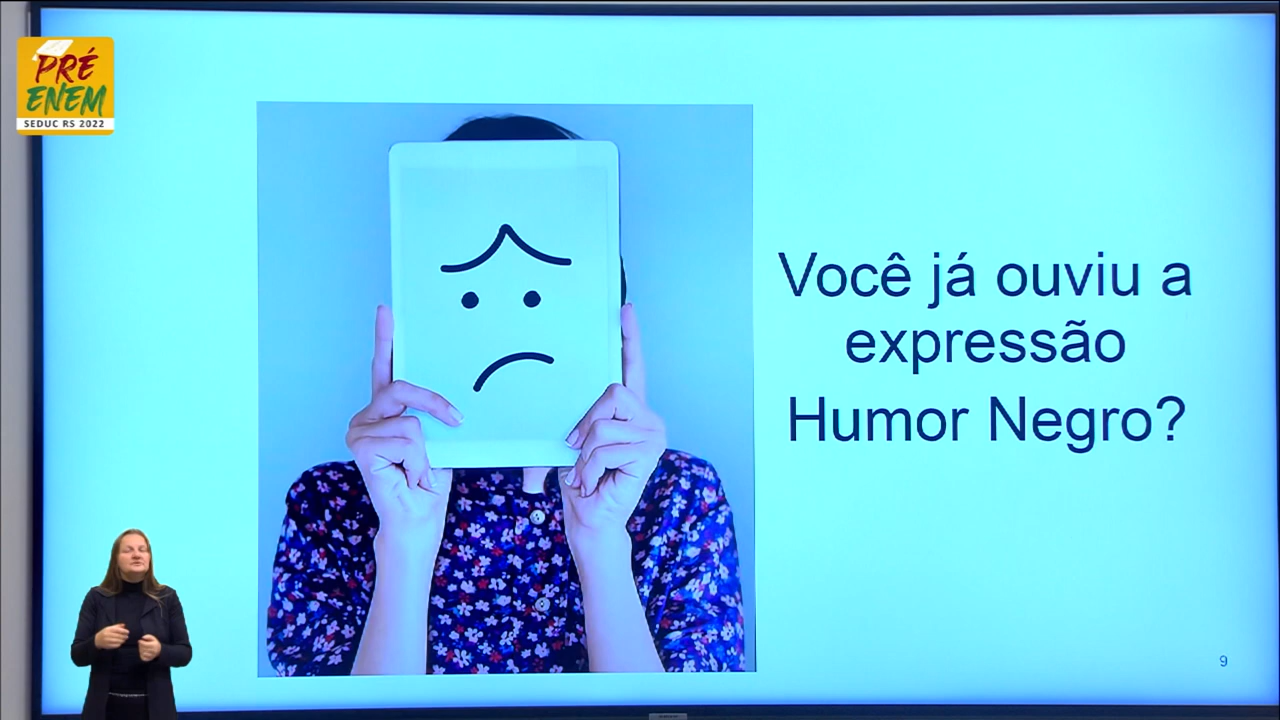 PRÉ
ENEM
SEDUC RS 2022
Você já ouviu a
expressão
Humor Negro?
9